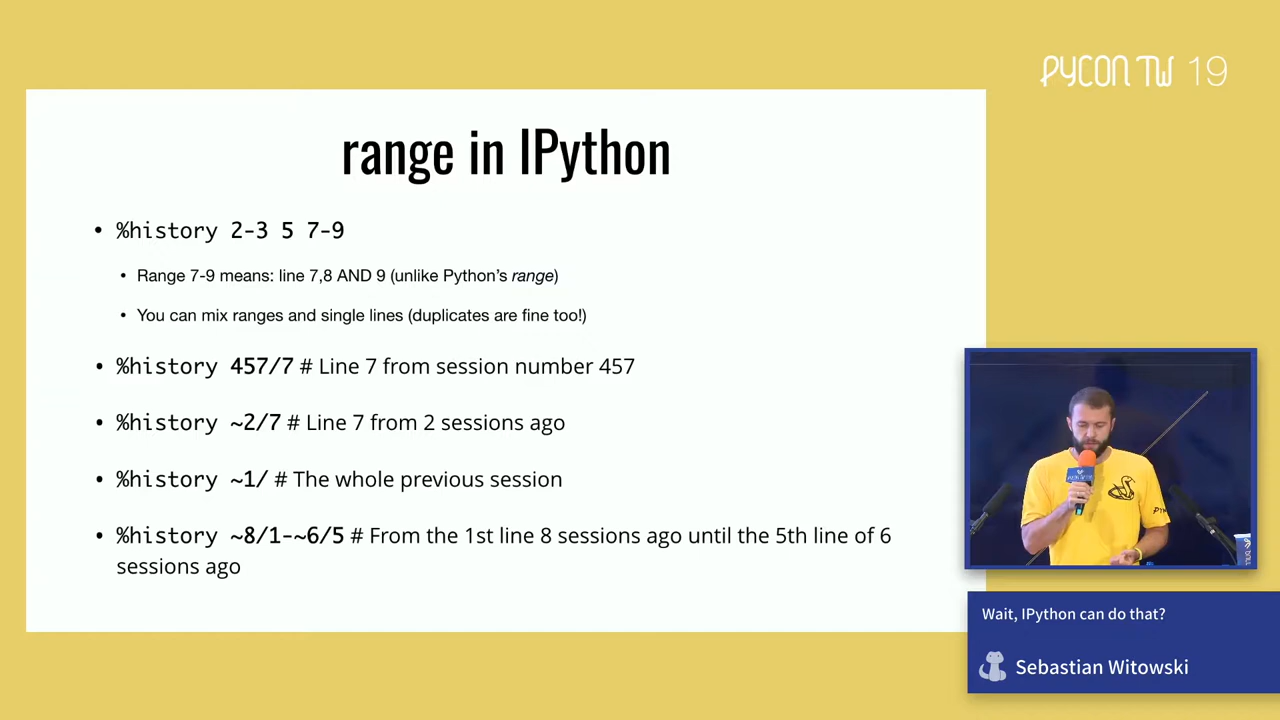 PYCON TW 19
range in IPython
• %history 2-3 5 7-9
• Range 7-9 means: line 7,8 AND 9 (unlike Python's range)
• You can mix ranges and single lines (duplicates are fine too!)
• %history 457/7 # Line 7 from session number 457
• %history ~2/7 # Line 7 from 2 sessions ago
• %history ~1/ # The whole previous session
• %history ~8/1-~6/5 # From the 1st line 8 sessions ago until the 5th line of 6
sessions ago
Wait, IPython can do that?
Sebastian Witowski